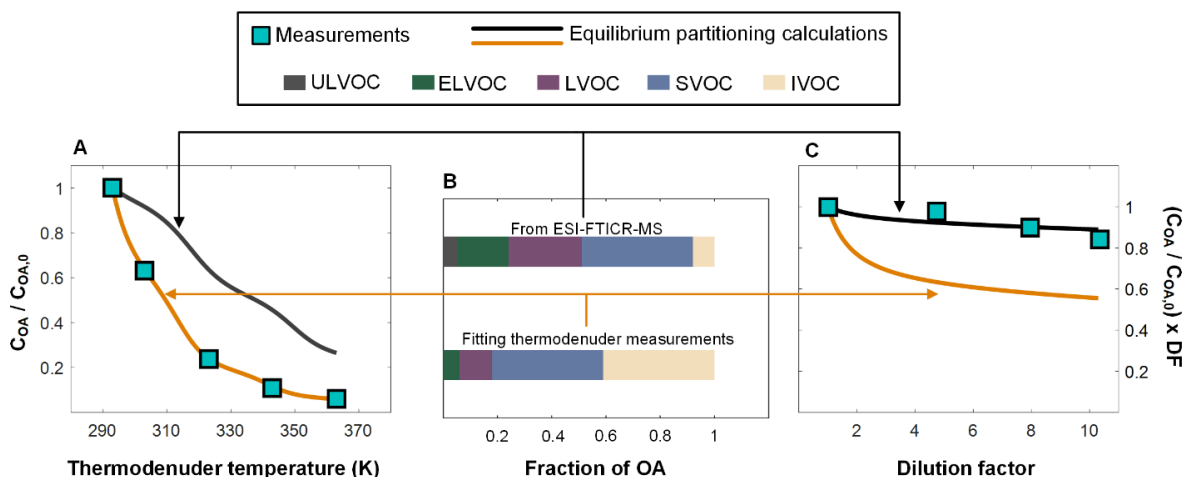 Measurements
Equilibrium partitioning calculations
ULVOC ELVOC LVOC SVOC IVOC
A
B
C
From ESI-FTICR-MS
Fitting thermodenuder measurements
1
0.8
0.6
0.4
0.2
C_OA / C_OA,0
290 310 330 350 370
Thermodenuder temperature (K)
0.2 0.4 0.6 0.8 1
Fraction of OA
1
0.8
0.6
0.4
0.2
(C_OA / C_OA,0) x DF
2 4 6 8 10
Dilution factor